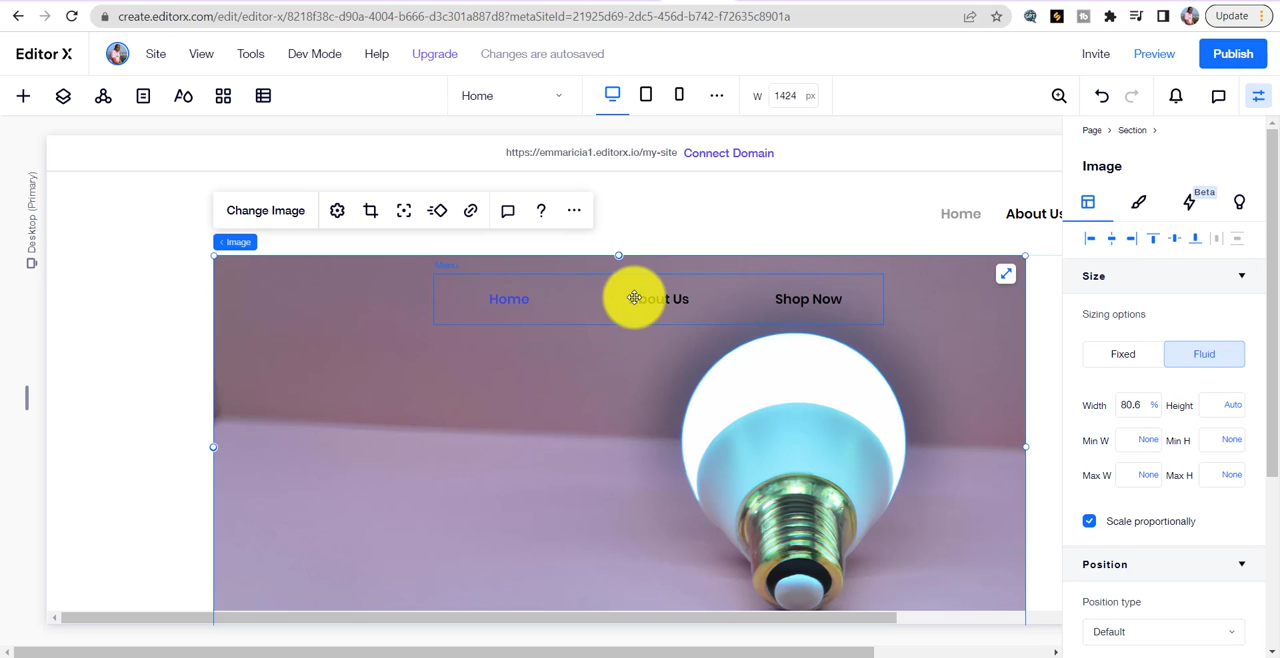 create.editorx.com/edit/editor-x/8218f38c-d90a-4004-b666-d3c301a887d8?metaSiteId=21925d69-2dc5-456d-b742-f72635c8901a
Update
Editor X
Site
View
Tools
Dev Mode
Help
Upgrade
Changes are autosaved
Invite
Preview
Publish
Home
W
1424
px
Desktop (Primary)
https://emmaricia1.editorx.io/my-site
Connect Domain
Page
Section
Image
Beta
Change Image
Home
About Us
Image
Menu
Home
out Us
Shop Now
Size
Sizing options
Fixed
Fluid
Width
80.6
%
Height
Auto
Min W
None
Min H
None
Max W
None
Max H
None
Scale proportionally
Position
Position type
Default